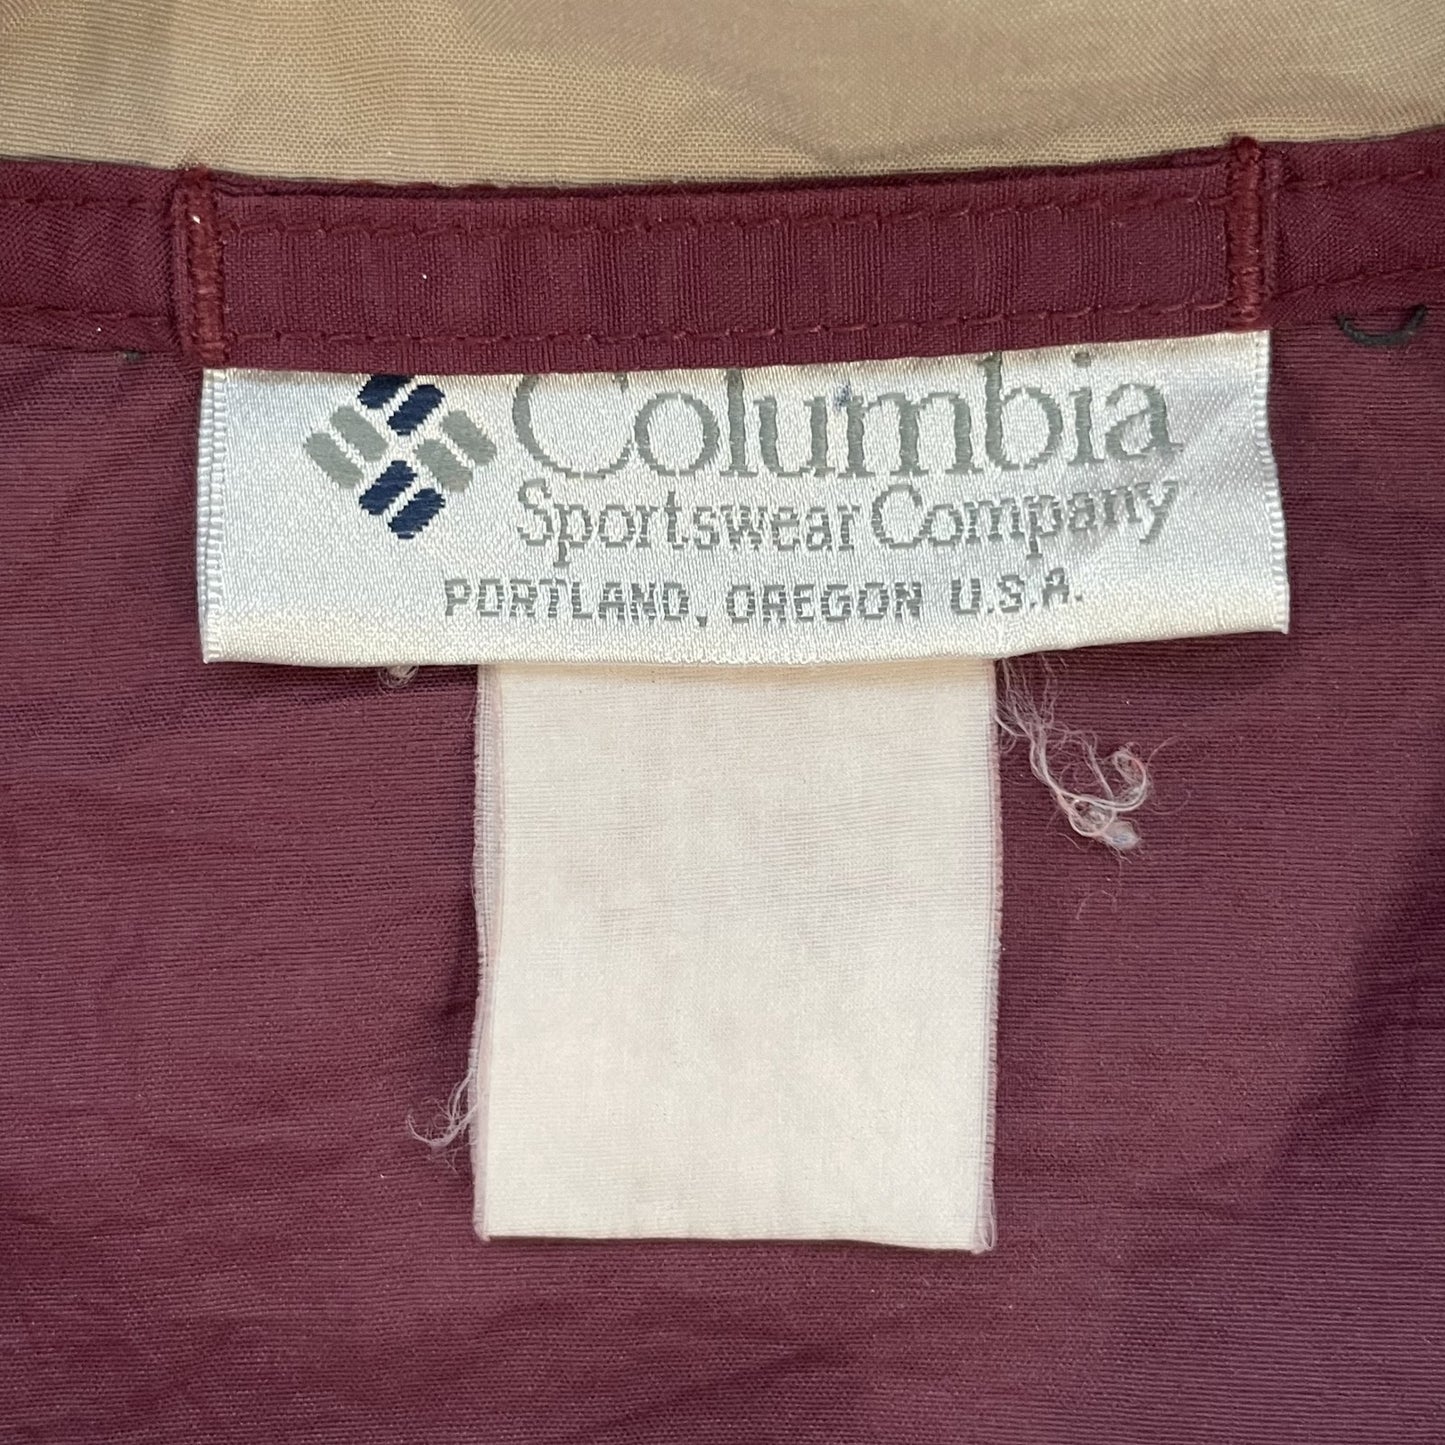 Columbia
Sportswear Company
PORTLAND, OREGON U.S.A.